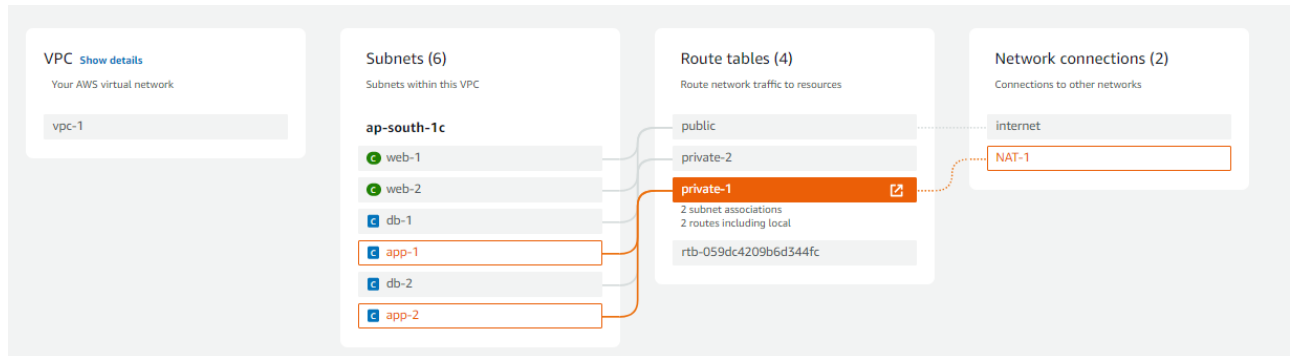 VPC Show details
Your AWS virtual network
vpc-1
Subnets (6)
Subnets within this VPC
ap-south-1c
C web-1
C web-2
C db-1
C app-1
C db-2
C app-2
Route tables (4)
Route network traffic to resources
public
private-2
private-1
2 subnet associations
2 routes including local
rtb-059dc4209b6d344fc
Network connections (2)
Connections to other networks
internet
NAT-1